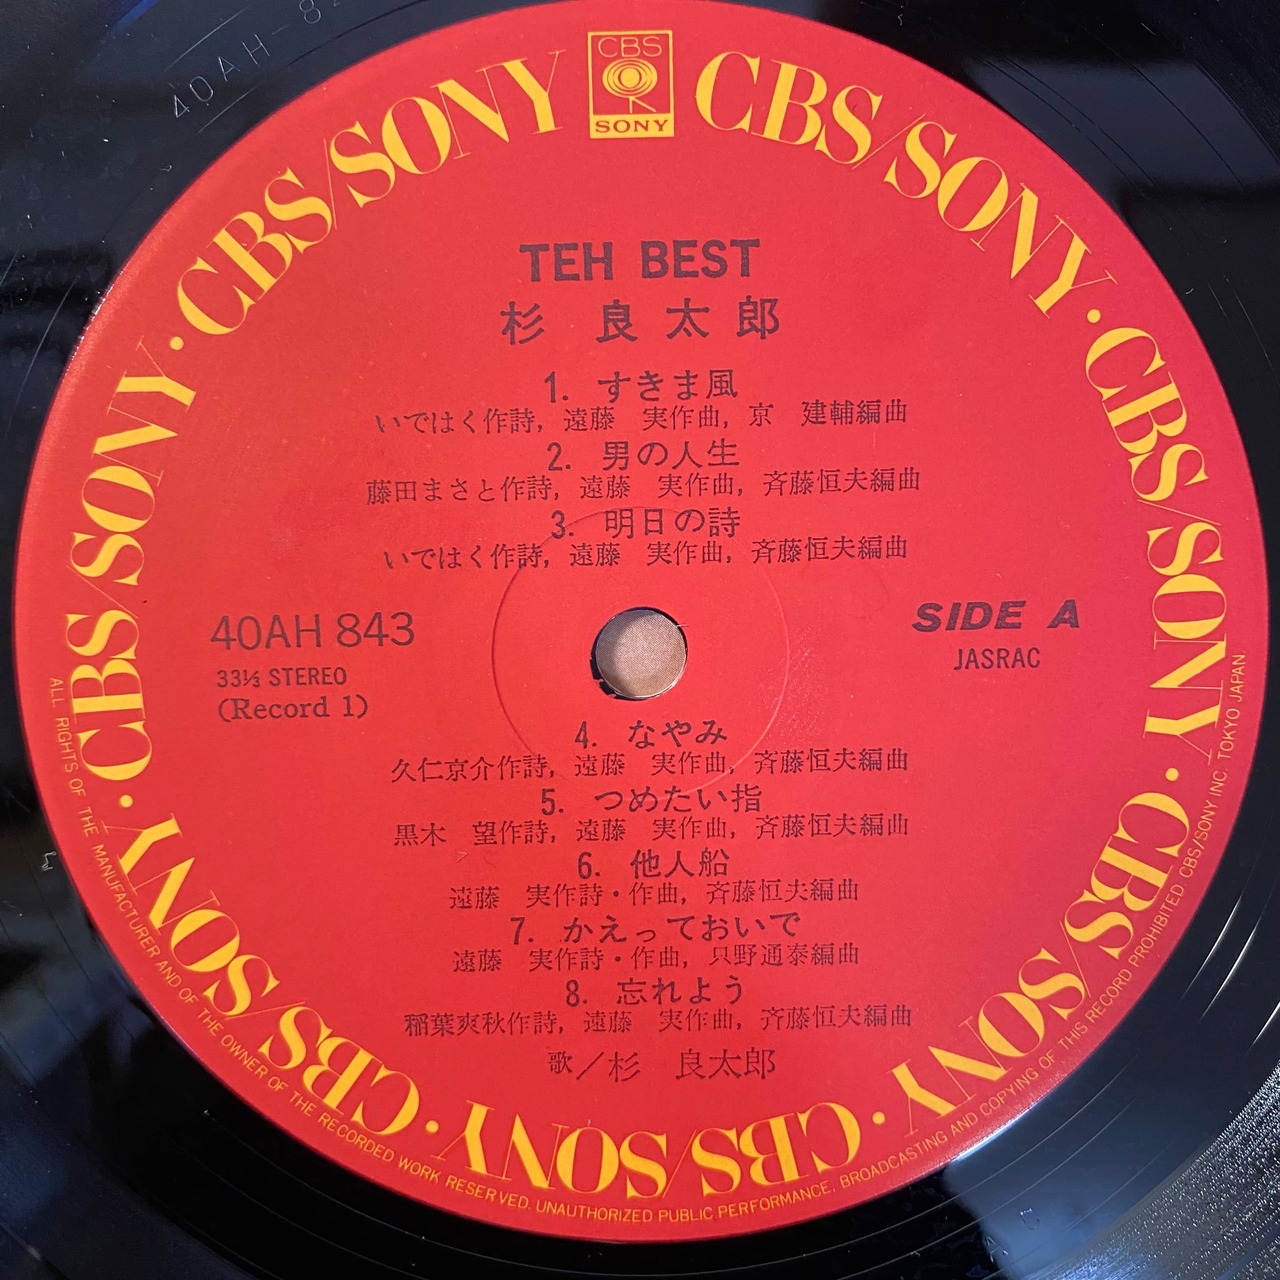 40AH-8
CBS
SONY
CBS/SONY · CBS/SONY · CBS/SONY · CBS/SONY · CBS/SONY · CBS/SONY · CBS/SONY · CBS/SONY
TEH BEST
杉 良太郎
1. すきま風
いではく作詩, 遠藤 実作曲, 京 建輔編曲
2. 男の人生
藤田まさと作詩, 遠藤 実作曲, 斉藤恒夫編曲
3. 明日の詩
いではく作詩, 遠藤 実作曲, 斉藤恒夫編曲
40AH 843
33⅓ STEREO
(Record 1)
SIDE A
JASRAC
4. なやみ
久仁京介作詩, 遠藤 実作曲, 斉藤恒夫編曲
5. つめたい指
黒木 望作詩, 遠藤 実作曲, 斉藤恒夫編曲
6. 他人船
遠藤 実作詩・作曲, 斉藤恒夫編曲
7. かえっておいで
遠藤 実作詩・作曲, 只野通泰編曲
8. 忘れよう
稲葉爽秋作詩, 遠藤 実作曲, 斉藤恒夫編曲
歌／杉 良太郎
ALL RIGHTS OF THE MANUFACTURER AND OF THE OWNER OF THE RECORDED WORK RESERVED. UNAUTHORIZED PUBLIC PERFORMANCE. BROADCASTING AND COPYING OF THIS RECORD PROHIBITED CBS/SONY INC. TOKYO JAPAN